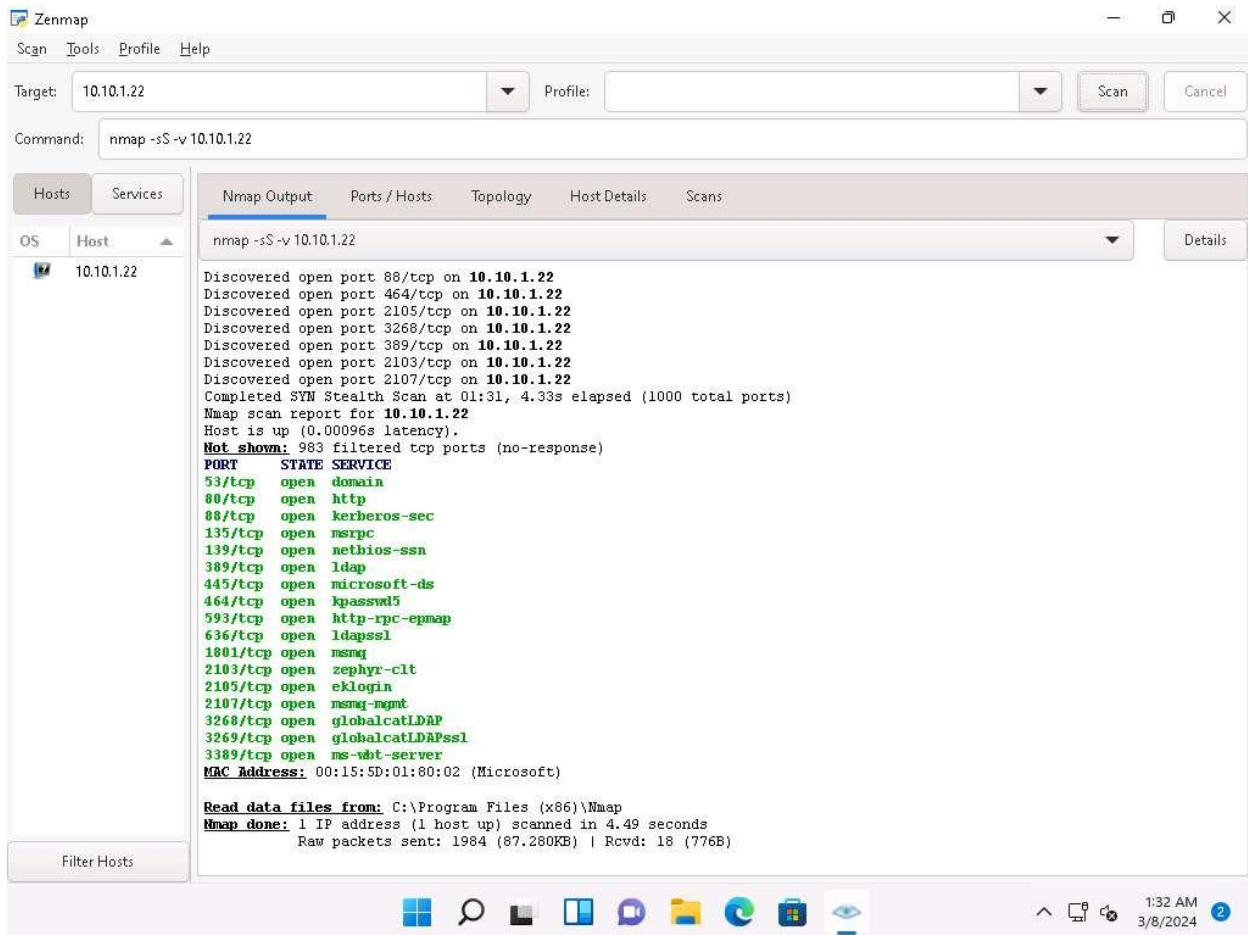 Zenmap
Scan Tools Profile Help
Target: 10.10.1.22 Profile: Scan Cancel
Command: nmap -sS -v 10.10.1.22
Hosts Services
Nmap Output Ports / Hosts Topology Host Details Scans
OS Host
nmap -sS -v 10.10.1.22 Details
10.10.1.22
Discovered open port 88/tcp on 10.10.1.22
Discovered open port 464/tcp on 10.10.1.22
Discovered open port 2105/tcp on 10.10.1.22
Discovered open port 3268/tcp on 10.10.1.22
Discovered open port 389/tcp on 10.10.1.22
Discovered open port 2103/tcp on 10.10.1.22
Discovered open port 2107/tcp on 10.10.1.22
Completed SYN Stealth Scan at 01:31, 4.33s elapsed (1000 total ports)
Nmap scan report for 10.10.1.22
Host is up (0.00096s latency).
Not shown: 983 filtered tcp ports (no-response)
PORT STATE SERVICE
53/tcp open domain
80/tcp open http
88/tcp open kerberos-sec
135/tcp open msrpc
139/tcp open netbios-ssn
389/tcp open ldap
445/tcp open microsoft-ds
464/tcp open kpasswd5
593/tcp open http-rpc-epmap
636/tcp open ldapssl
1801/tcp open msmq
2103/tcp open zephyr-clt
2105/tcp open eklogin
2107/tcp open msmq-mgmt
3268/tcp open globalcatLDAP
3269/tcp open globalcatLDAPssl
3389/tcp open ms-wbt-server
MAC Address: 00:15:5D:01:80:02 (Microsoft)
Read data files from: C:\Program Files (x86)\Nmap
Nmap done: 1 IP address (1 host up) scanned in 4.49 seconds
Raw packets sent: 1984 (87.280KB) | Rcvd: 18 (776B)
Filter Hosts
1:32 AM
3/8/2024
2